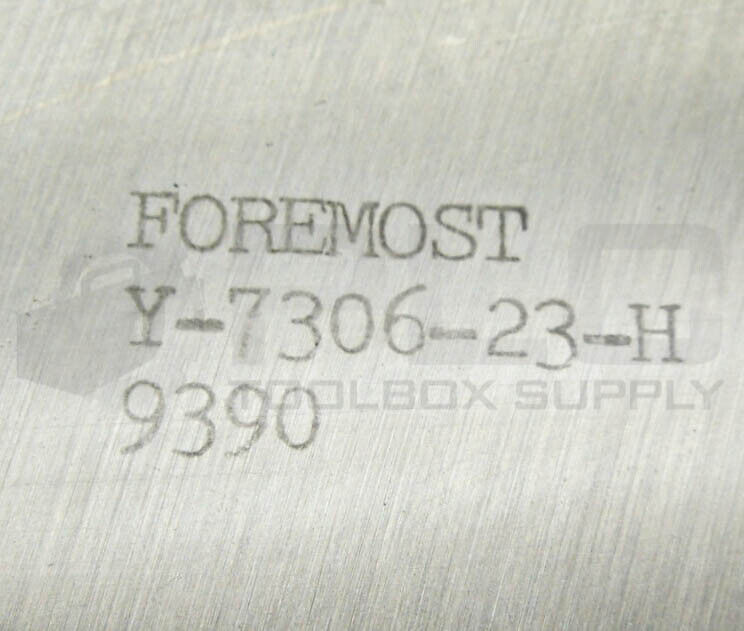 FOREMOST
Y-7306-23-H
TOOLBOX SUPPLY
9390